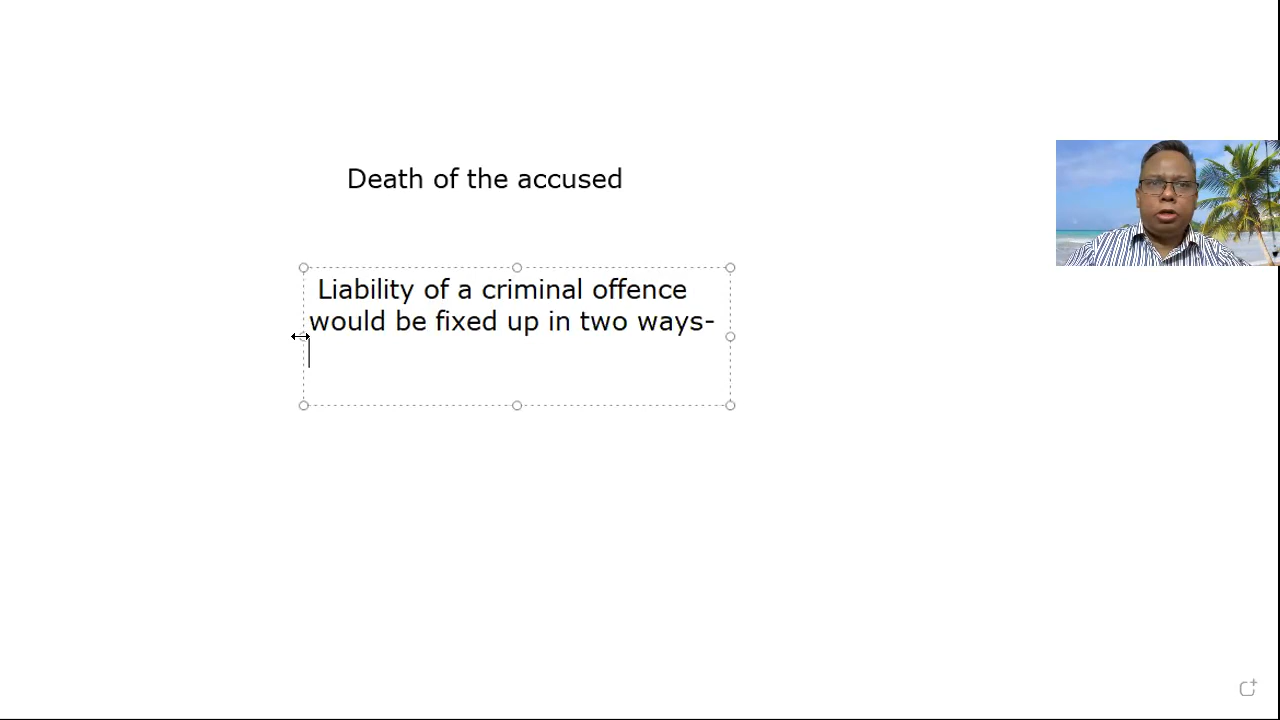 Death of the accused
Liability of a criminal offence
would be fixed up in two ways-